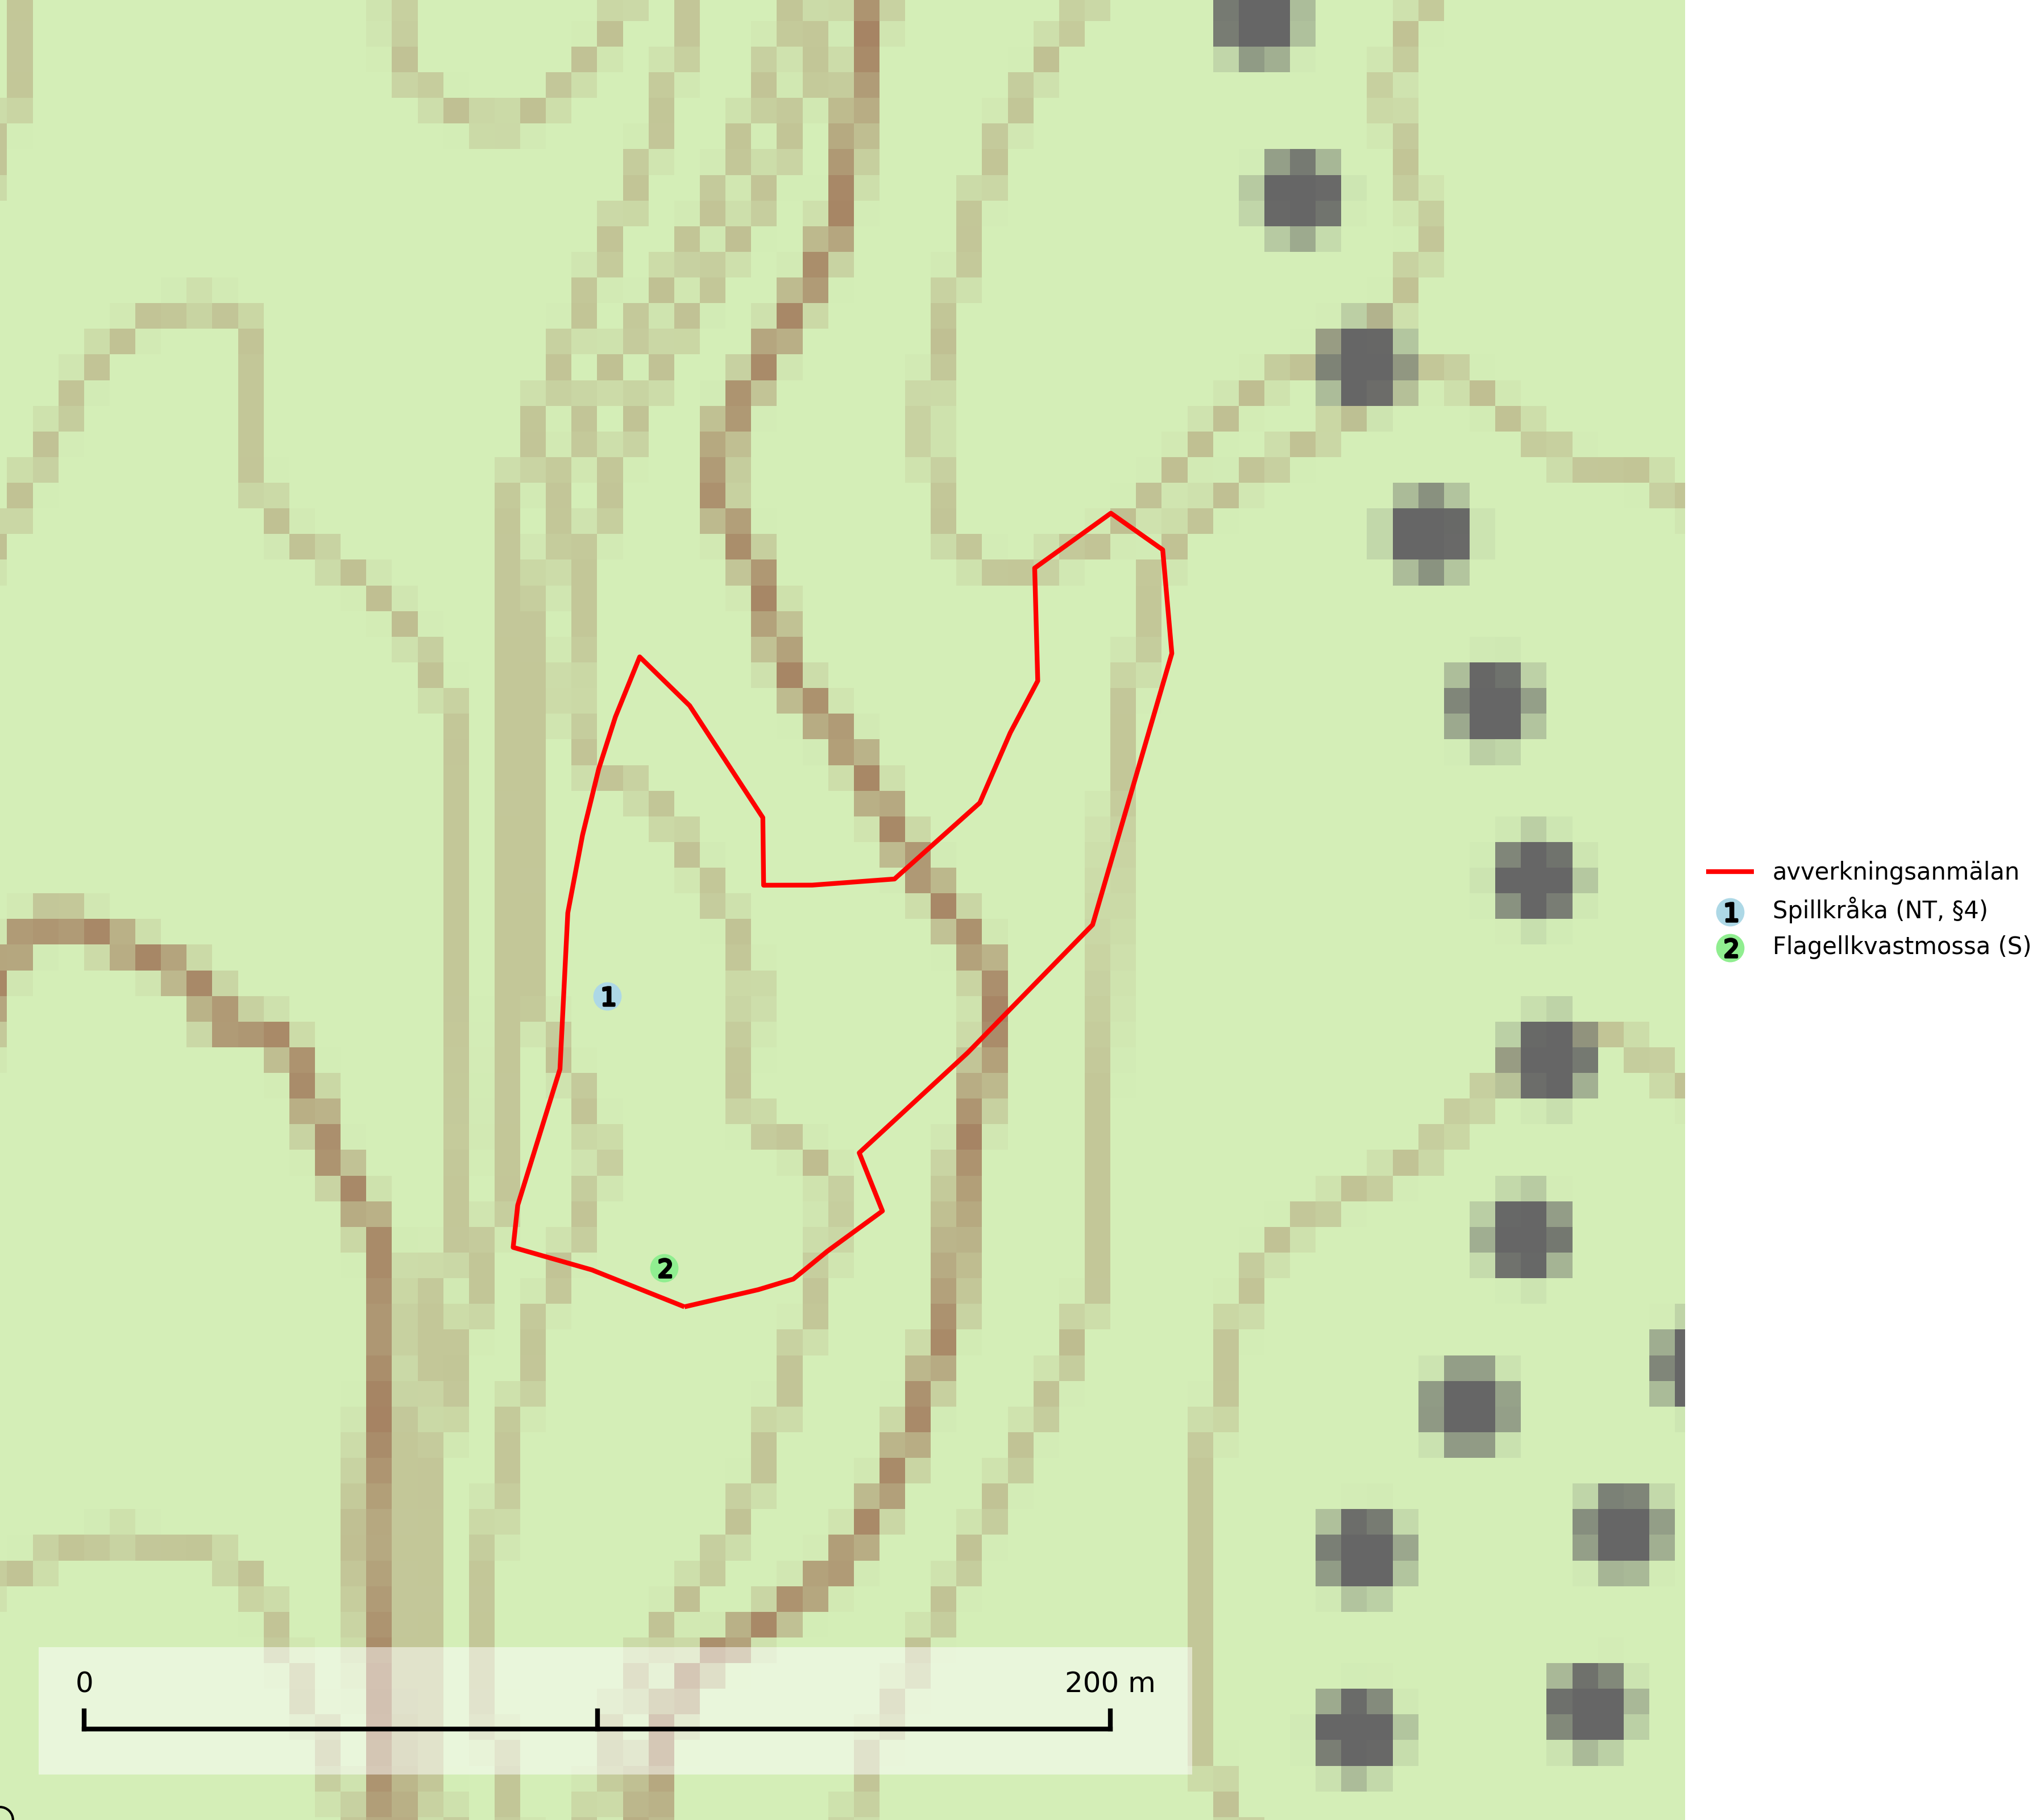 1
2
avverkningsanmälan
1 Spillkråka (NT, §4)
2 Flagellkvastmossa (S)
0 200 m